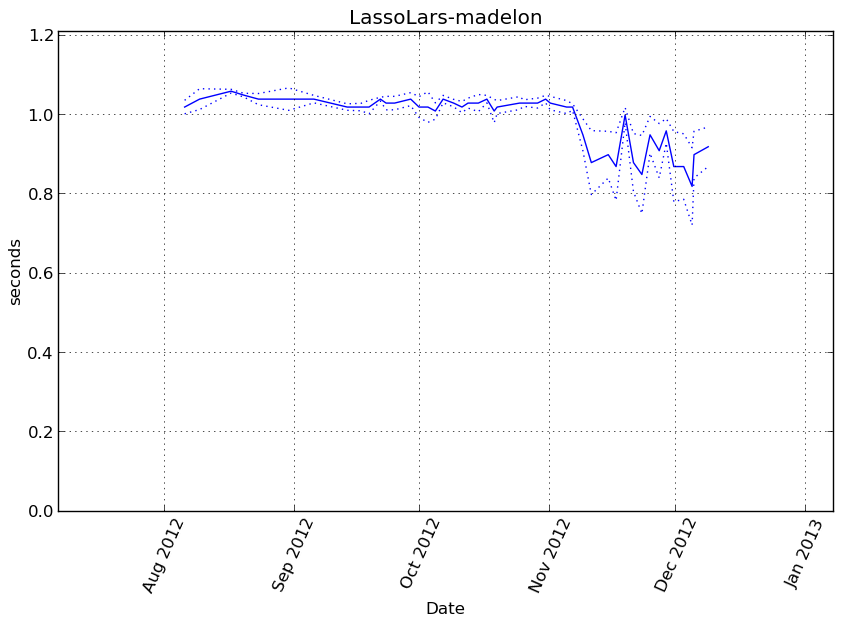 LassoLars-madelon
1.2
1.0
0.8
0.6
0.4
0.2
0.0
seconds
Aug 2012
Sep 2012
Oct 2012
Nov 2012
Dec 2012
Jan 2013
Date